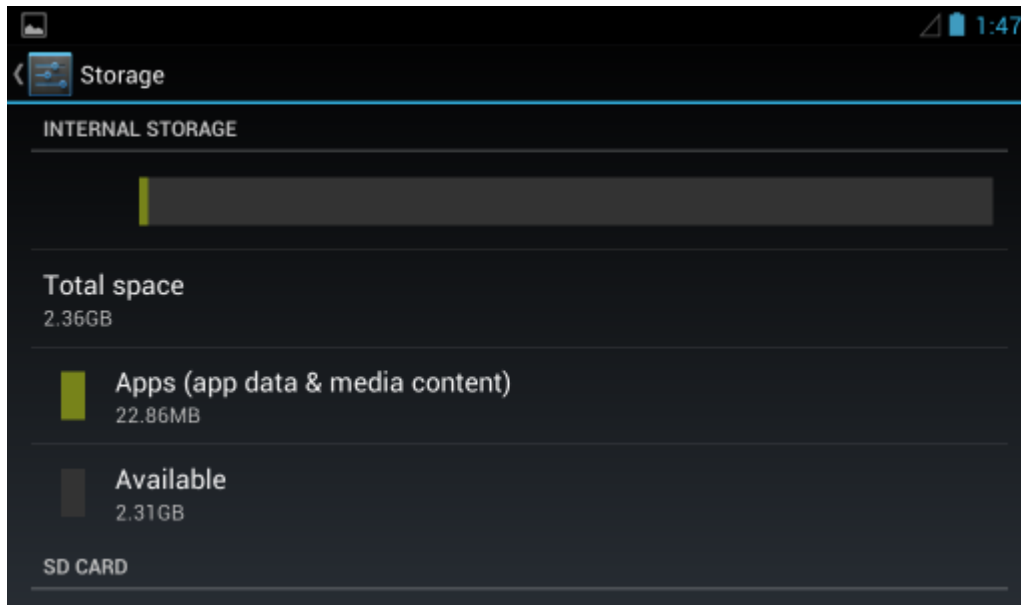 1:47
Storage
INTERNAL STORAGE
Total space
2.36GB
Apps (app data & media content)
22.86MB
Available
2.31GB
SD CARD